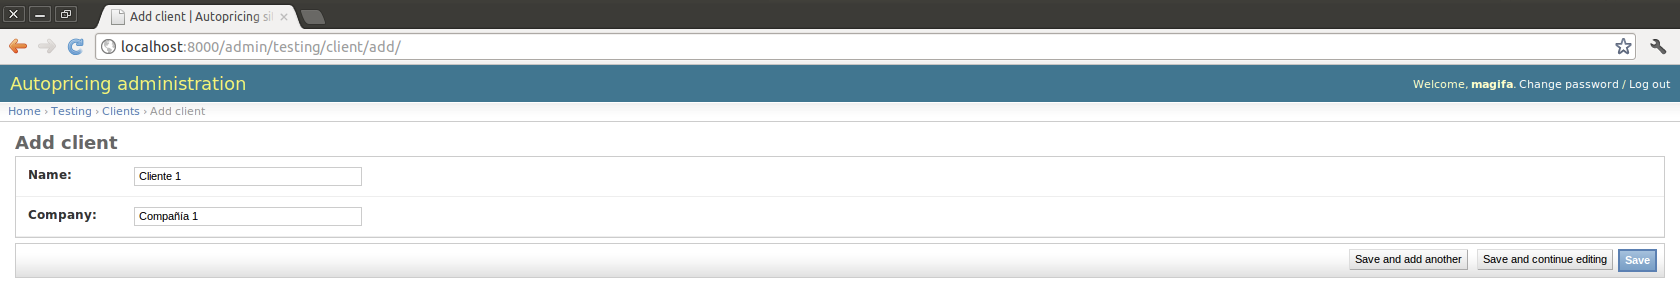 Add client | Autopricing si
localhost:8000/admin/testing/client/add/
Autopricing administration
Welcome, magifa. Change password / Log out
Home › Testing › Clients › Add client
Add client
Name: Cliente 1
Company: Compañía 1
Save and add another Save and continue editing Save